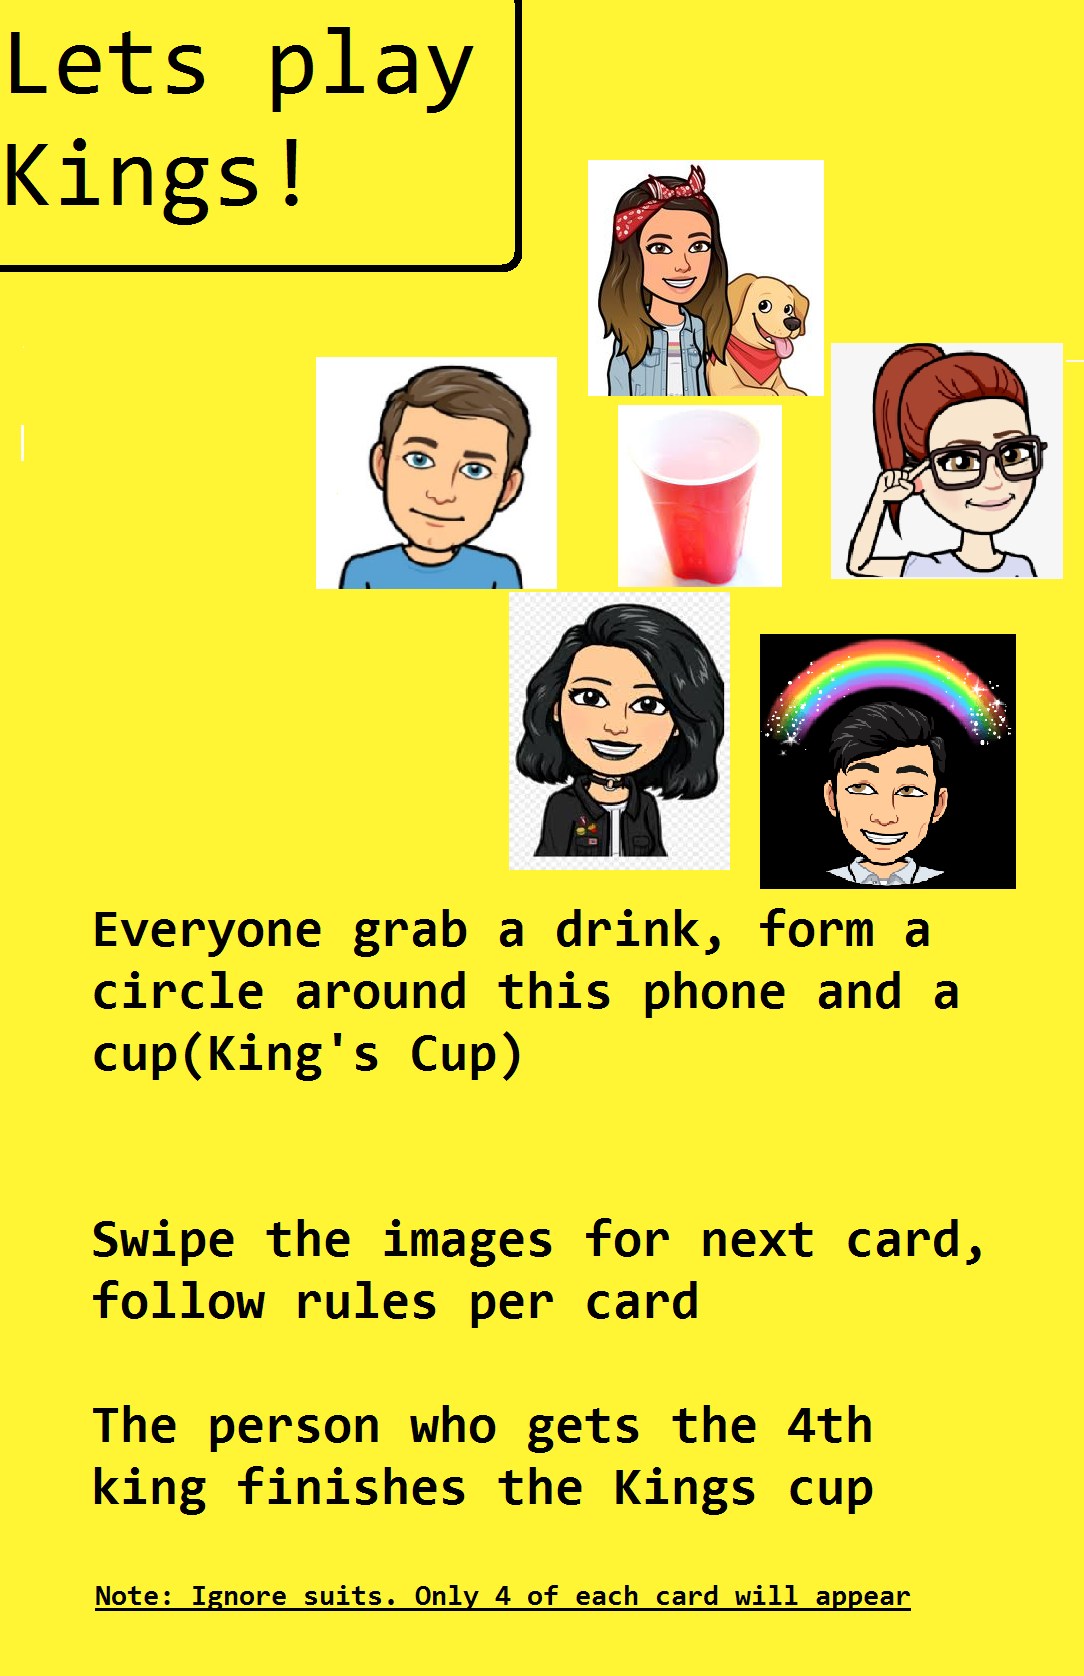 Lets play
Kings!
Everyone grab a drink, form a
circle around this phone and a
cup(King's Cup)
Swipe the images for next card,
follow rules per card
The person who gets the 4th
king finishes the Kings cup
Note: Ignore suits. Only 4 of each card will appear